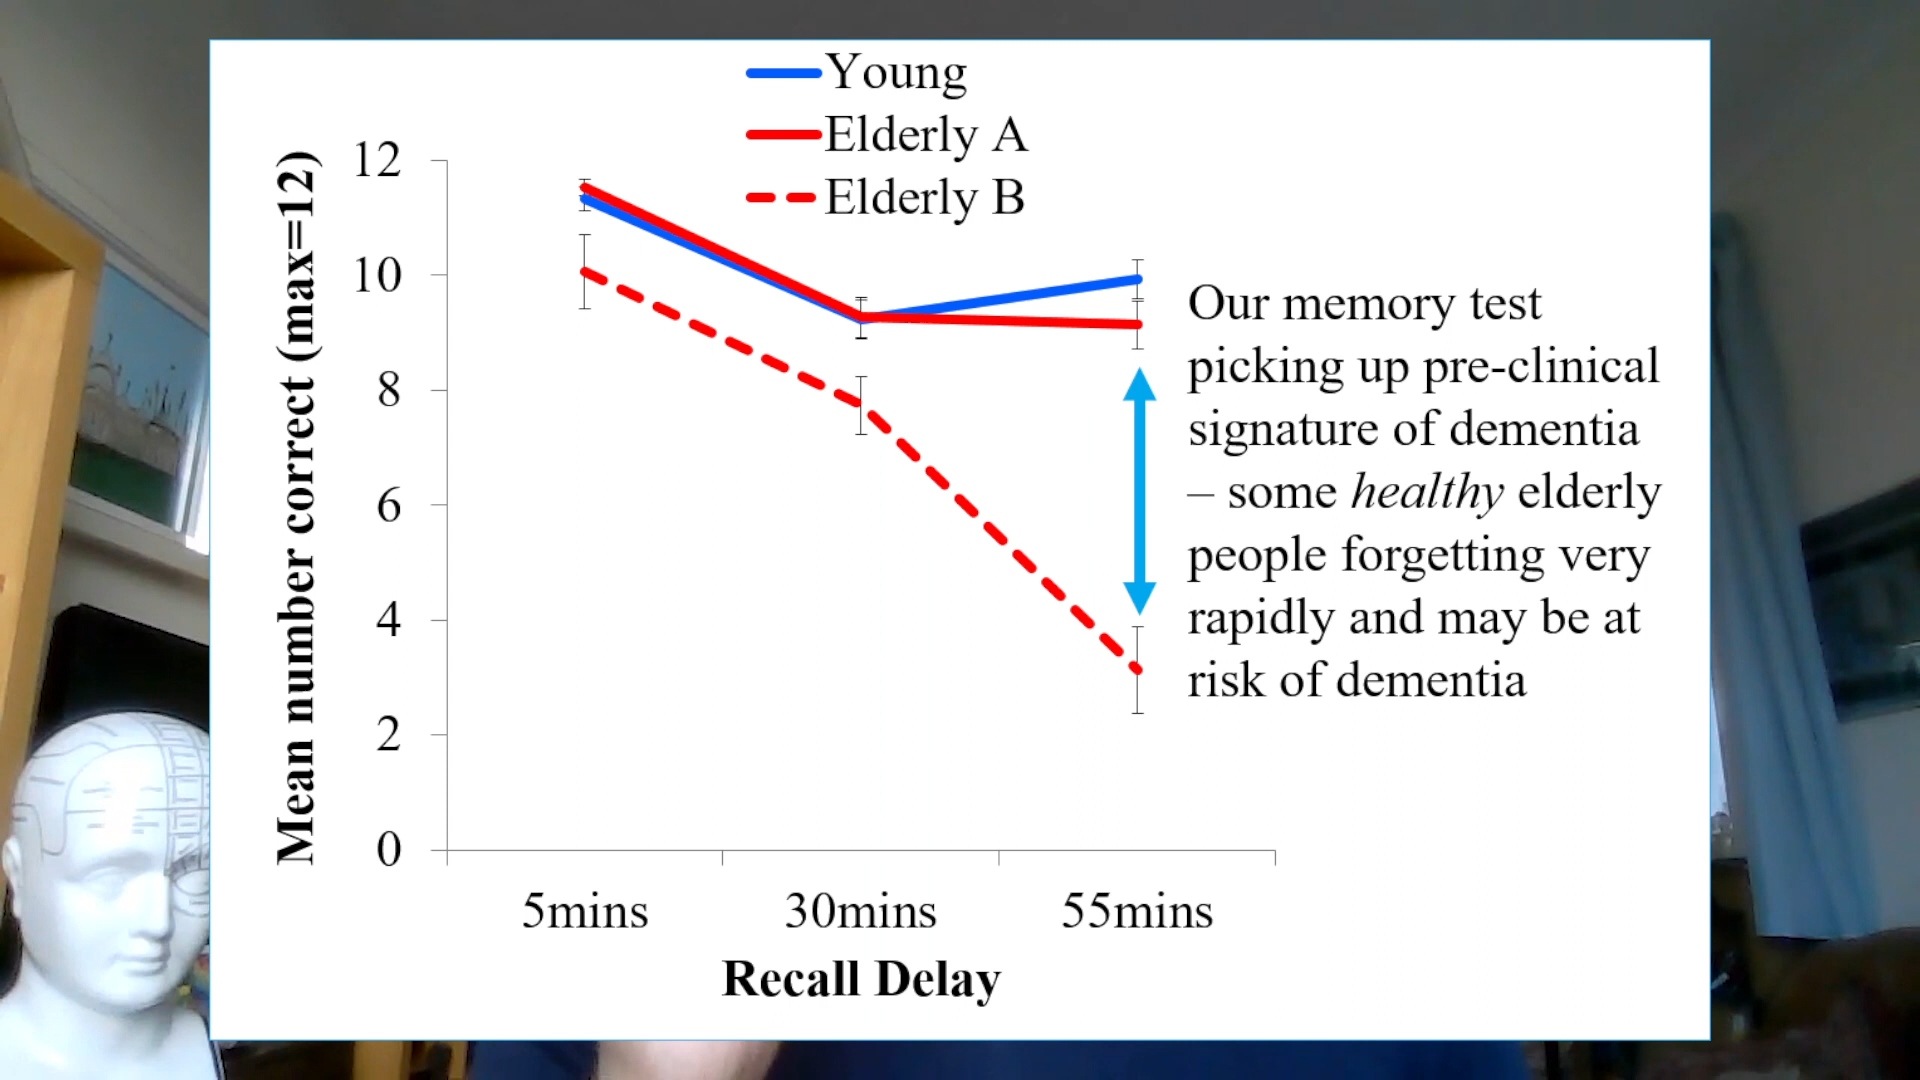 Young
Elderly A
Elderly B
Mean number correct (max=12)
12
10
8
6
4
2
0
5mins
30mins
55mins
Recall Delay
Our memory test
picking up pre-clinical
signature of dementia
– some healthy elderly
people forgetting very
rapidly and may be at
risk of dementia